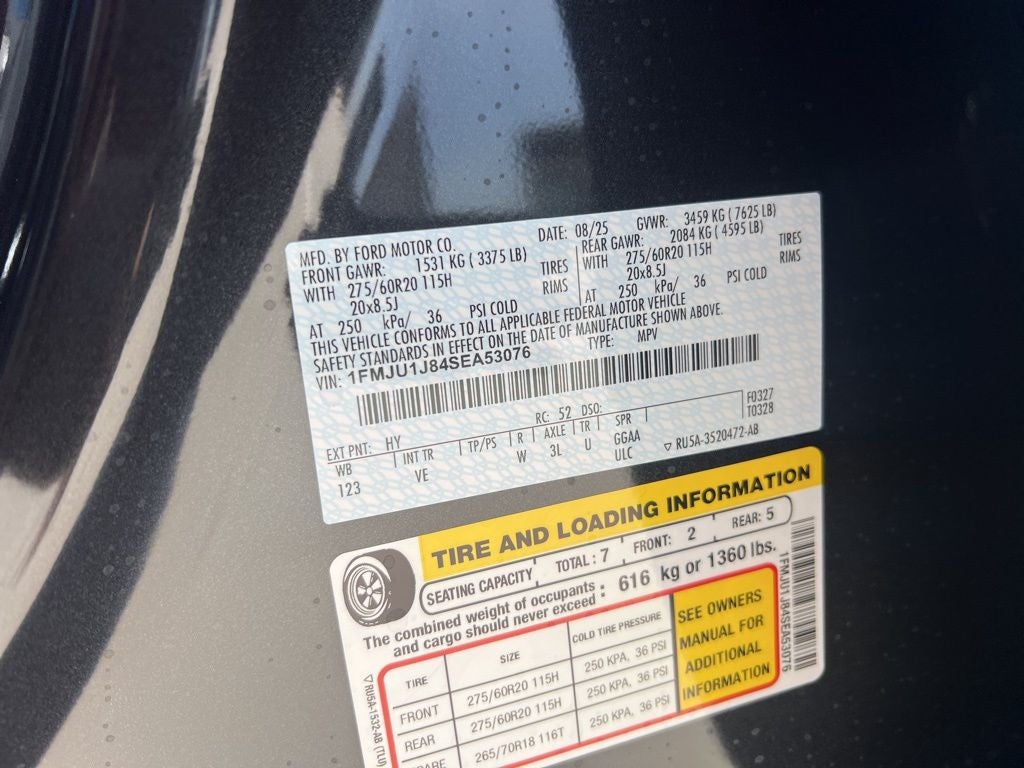 MFD. BY FORD MOTOR CO. DATE: 08/25 GVWR: 3459 KG ( 7625 LB)
FRONT GAWR: 1531 KG ( 3375 LB) REAR GAWR: 2084 KG ( 4595 LB)
WITH 275/60R20 115H TIRES WITH 275/60R20 115H TIRES
20x8.5J RIMS 20x8.5J RIMS
AT 250 kPa/ 36 PSI COLD AT 250 kPa/ 36 PSI COLD
THIS VEHICLE CONFORMS TO ALL APPLICABLE FEDERAL MOTOR VEHICLE
SAFETY STANDARDS IN EFFECT ON THE DATE OF MANUFACTURE SHOWN ABOVE.
VIN: 1FMJU1J84SEA53076 TYPE: MPV
F0327
T0328
EXT PNT: HY RC: 52 DSO:
WB INT TR TP/PS R AXLE TR SPR
123 VE W 3L U GGAA
ULC ▽ RU5A-3520472-AB
TIRE AND LOADING INFORMATION
SEATING CAPACITY TOTAL : 7 FRONT: 2 REAR: 5
The combined weight of occupants and cargo should never exceed : 616 kg or 1360 lbs.
TIRE SIZE COLD TIRE PRESSURE
FRONT 275/60R20 115H 250 KPA, 36 PSI
REAR 275/60R20 115H 250 KPA, 36 PSI
265/70R18 116T 250 KPA, 36 PSI
SEE OWNERS
MANUAL FOR
ADDITIONAL
INFORMATION
1FMJU1J84SEA53076
▽ RU5A-1532-AB (TLU)